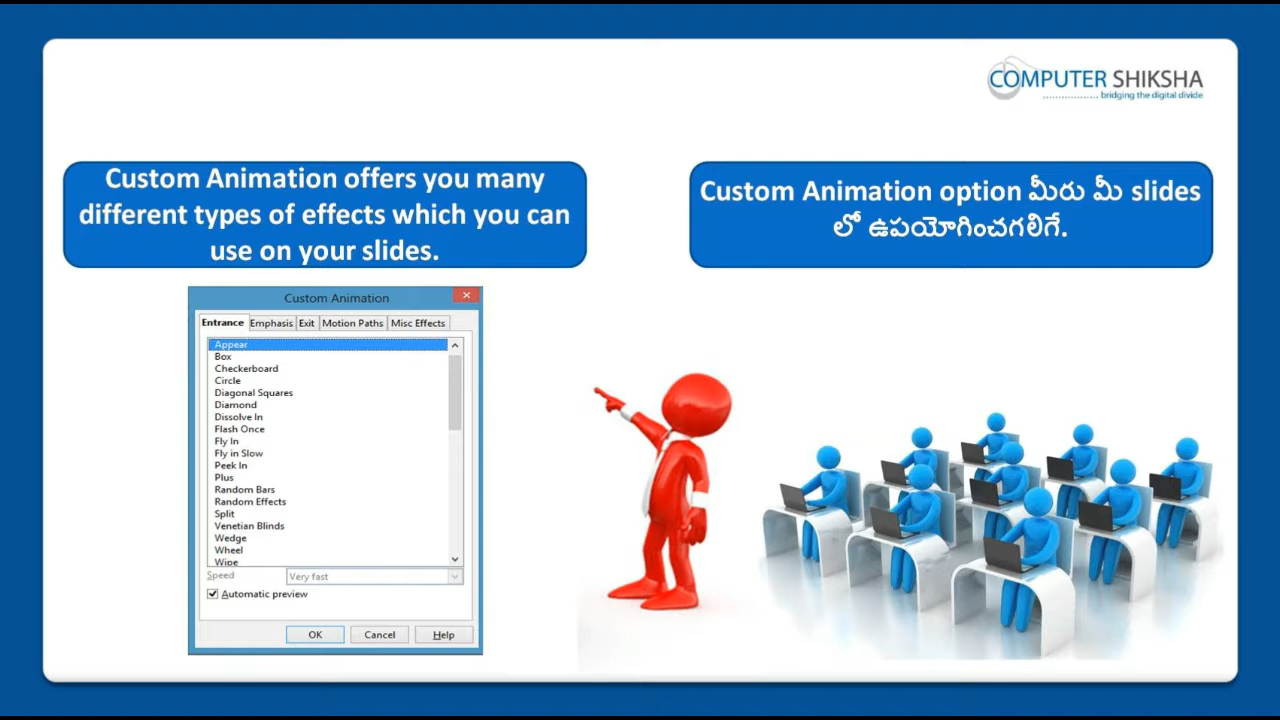 COMPUTER SHIKSHA
bridging the digital divide
Custom Animation offers you many
different types of effects which you can
use on your slides.
Custom Animation option మీరు మీ slides
లో ఉపయోగించగలిగే.
Custom Animation
Entrance Emphasis Exit Motion Paths Misc Effects
Appear
Box
Checkerboard
Circle
Diagonal Squares
Diamond
Dissolve In
Flash Once
Fly In
Fly in Slow
Peek In
Plus
Random Bars
Random Effects
Split
Venetian Blinds
Wedge
Wheel
Wipe
Speed Very fast
Automatic preview
OK Cancel Help